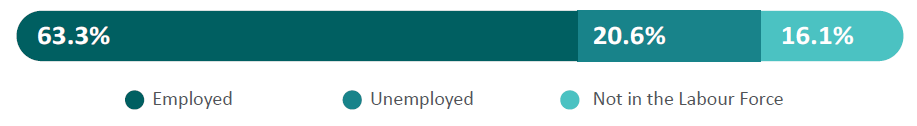 63.3% 20.6% 16.1%
Employed Unemployed Not in the Labour Force